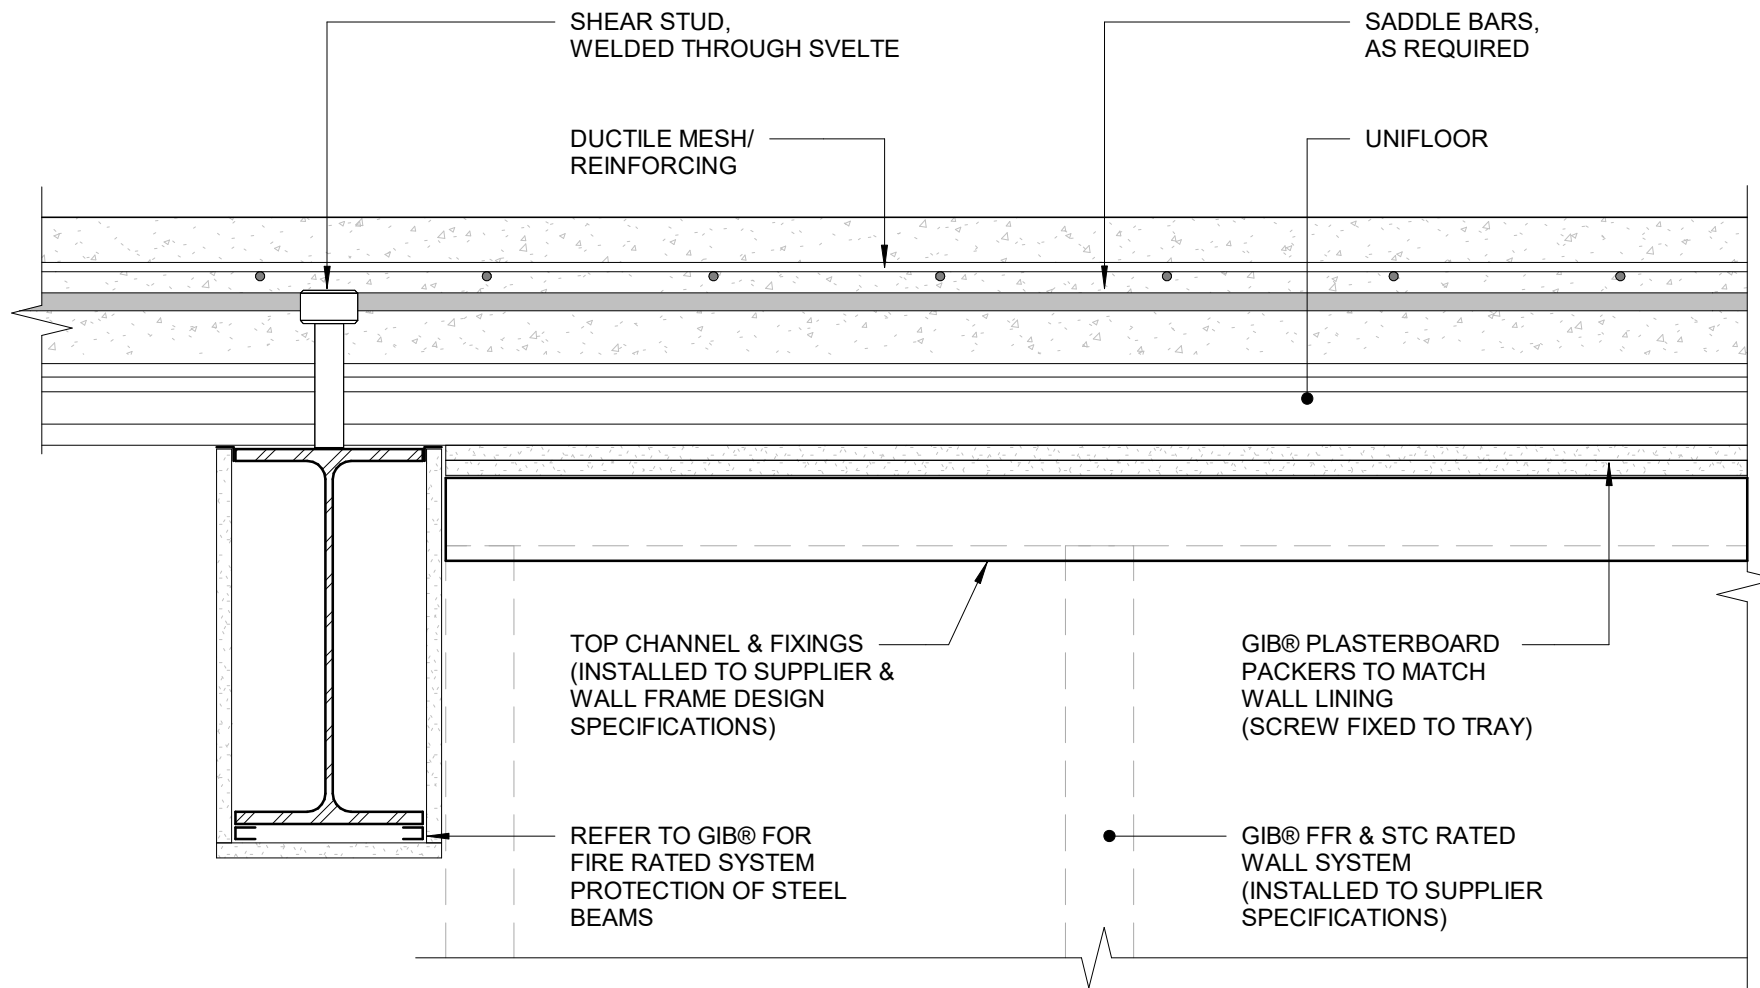 SHEAR STUD,
WELDED THROUGH SVELTE
SADDLE BARS,
AS REQUIRED
DUCTILE MESH/
REINFORCING
UNIFLOOR
TOP CHANNEL & FIXINGS
(INSTALLED TO SUPPLIER &
WALL FRAME DESIGN
SPECIFICATIONS)
GIB® PLASTERBOARD
PACKERS TO MATCH
WALL LINING
(SCREW FIXED TO TRAY)
REFER TO GIB® FOR
FIRE RATED SYSTEM
PROTECTION OF STEEL
BEAMS
GIB® FFR & STC RATED
WALL SYSTEM
(INSTALLED TO SUPPLIER
SPECIFICATIONS)